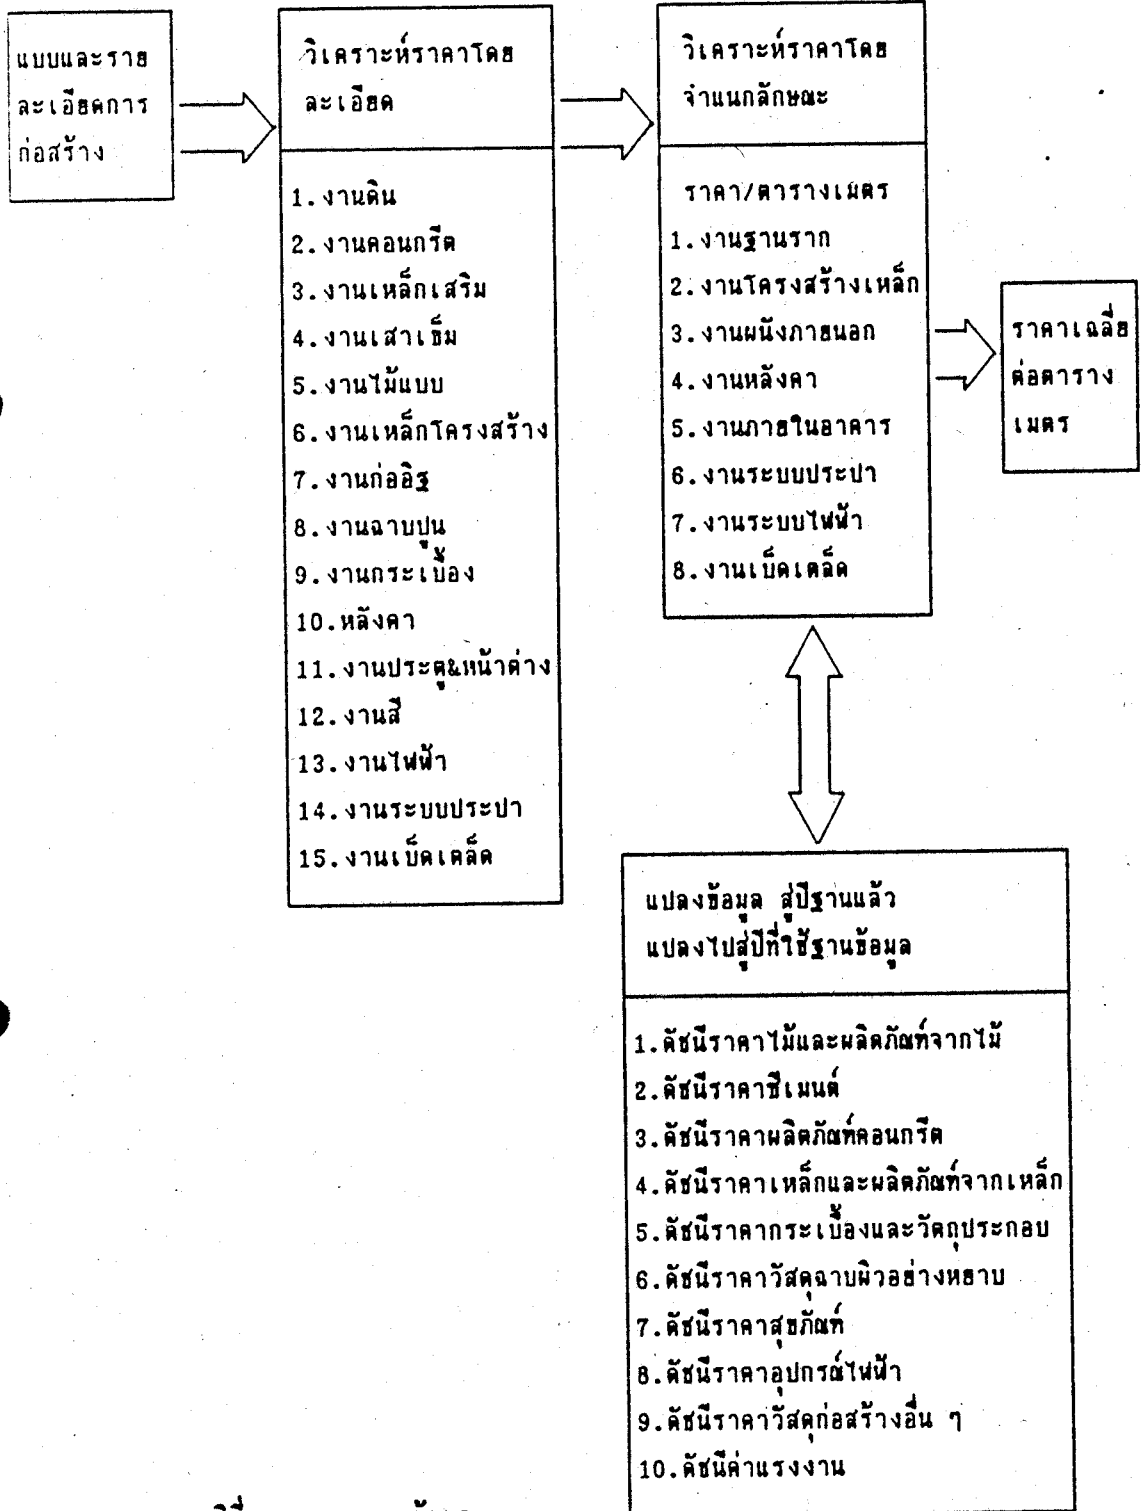 แบบและราย
ละเอียดการ
ก่อสร้าง
วิเคราะห์ราคาโดย
ละเอียด
1.งานดิน
2.งานคอนกรีต
3.งานเหล็กเสริม
4.งานเสาเข็ม
5.งานไม้แบบ
6.งานเหล็กโครงสร้าง
7.งานก่ออิฐ
8.งานฉาบปูน
9.งานกระเบื้อง
10.หลังคา
11.งานประตู&หน้าต่าง
12.งานสี
13.งานไฟฟ้า
14.งานระบบประปา
15.งานเบ็ดเตล็ด
วิเคราะห์ราคาโดย
จำแนกลักษณะ
ราคา/ตารางเมตร
1.งานฐานราก
2.งานโครงสร้างเหล็ก
3.งานผนังภายนอก
4.งานหลังคา
5.งานภายในอาคาร
6.งานระบบประปา
7.งานระบบไฟฟ้า
8.งานเบ็ดเตล็ด
ราคาเฉลี่ย
ต่อตาราง
เมตร
แปลงข้อมูล สู่ปีฐานแล้ว
แปลงไปสู่ปีที่ใช้ฐานข้อมูล
1.ดัชนีราคาไม้และผลิตภัณฑ์จากไม้
2.ดัชนีราคาซีเมนต์
3.ดัชนีราคาผลิตภัณฑ์คอนกรีต
4.ดัชนีราคาเหล็กและผลิตภัณฑ์จากเหล็ก
5.ดัชนีราคากระเบื้องและวัตถุประกอบ
6.ดัชนีราคาวัสดุฉาบผิวอย่างหยาบ
7.ดัชนีราคาสุขภัณฑ์
8.ดัชนีราคาอุปกรณ์ไฟฟ้า
9.ดัชนีราคาวัสดุก่อสร้างอื่น ๆ
10.ดัชนีค่าแรงงาน